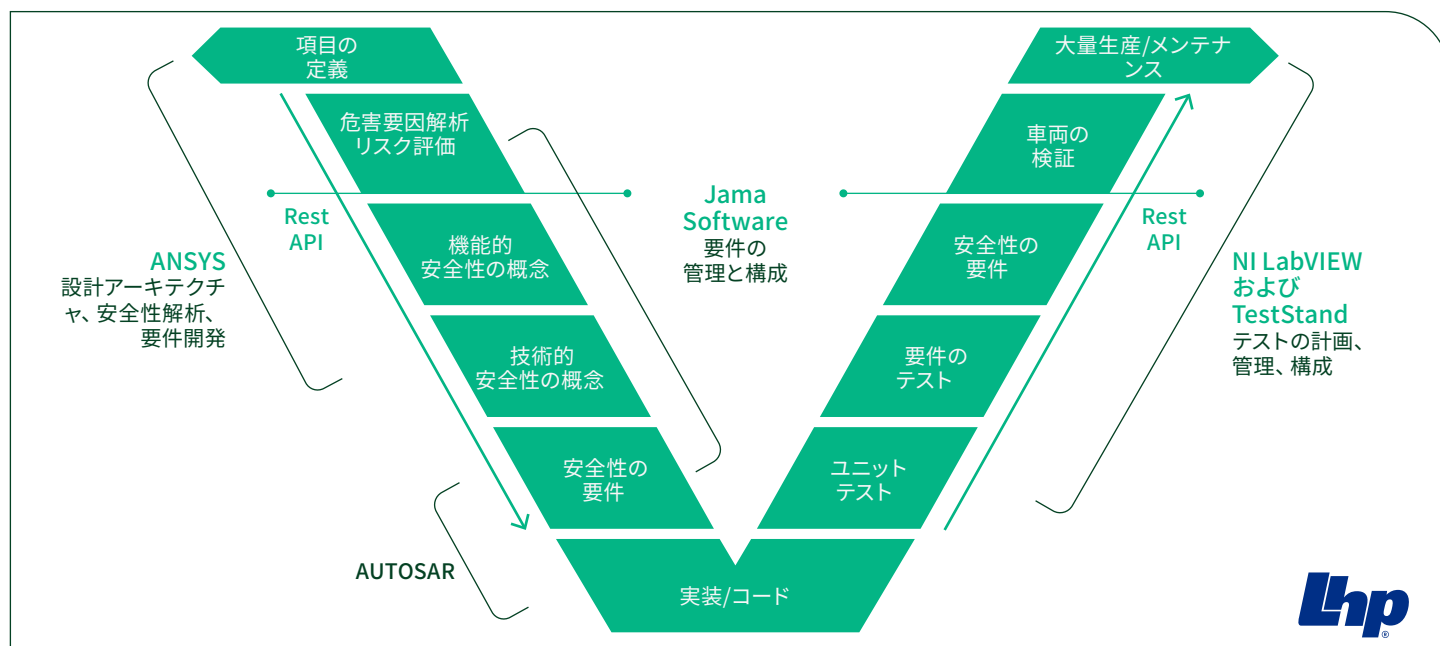 項目の
定義
大量生産/メンテナ
ンス
危害要因解析
リスク評価
車両の
検証
Rest
API
Jama
Software
要件の
管理と構成
Rest
API
機能的
安全性の概念
安全性の
要件
ANSYS
設計アーキテクチ
ャ、安全性解析、
要件開発
NI LabVIEW
および
TestStand
テストの計画、
管理、構成
技術的
安全性の概念
要件の
テスト
安全性の
要件
ユニット
テスト
AUTOSAR
実装/コード
Lhp
®